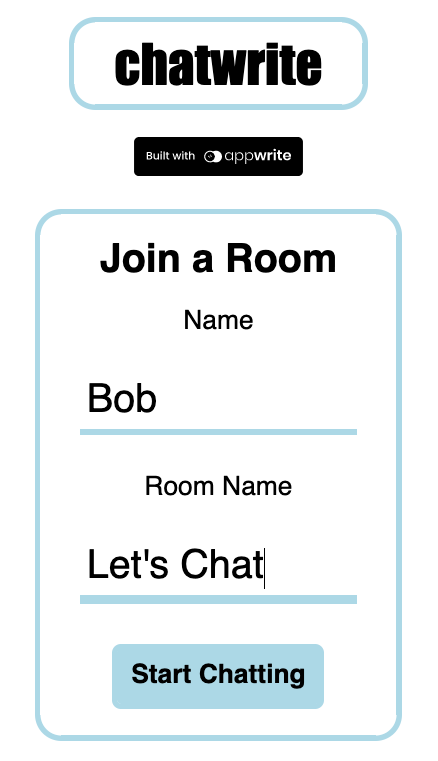 chatwrite
Built with appwrite
Join a Room
Name
Bob
Room Name
Let's Chat
Start Chatting